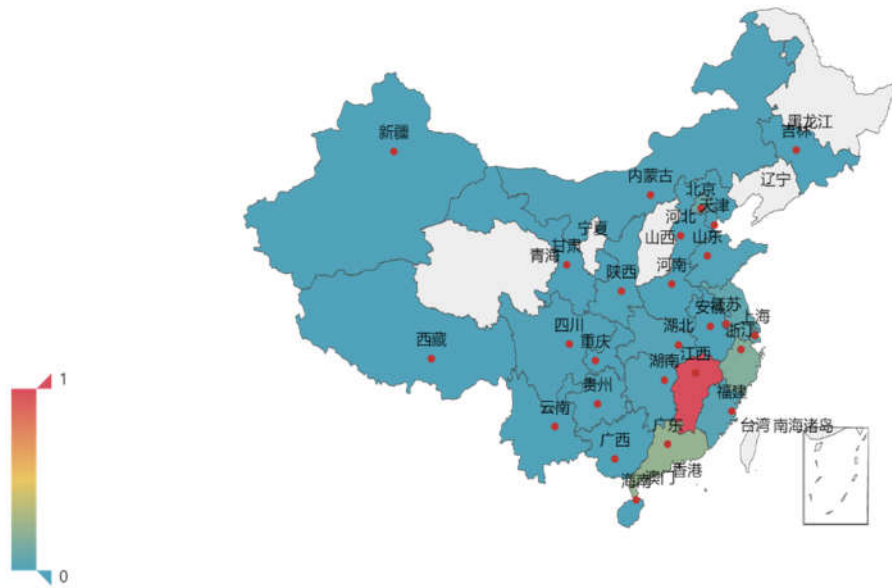 黑龙江
吉林
新疆
辽宁
内蒙古
北京
天津
河北
宁夏
山西
山东
甘肃
青海
河南
陕西
江苏
安徽
上海
四川
湖北
浙江
重庆
江西
西藏
湖南
1
贵州
福建
云南
广东
台湾
南海诸岛
广西
香港
澳门
海南
0